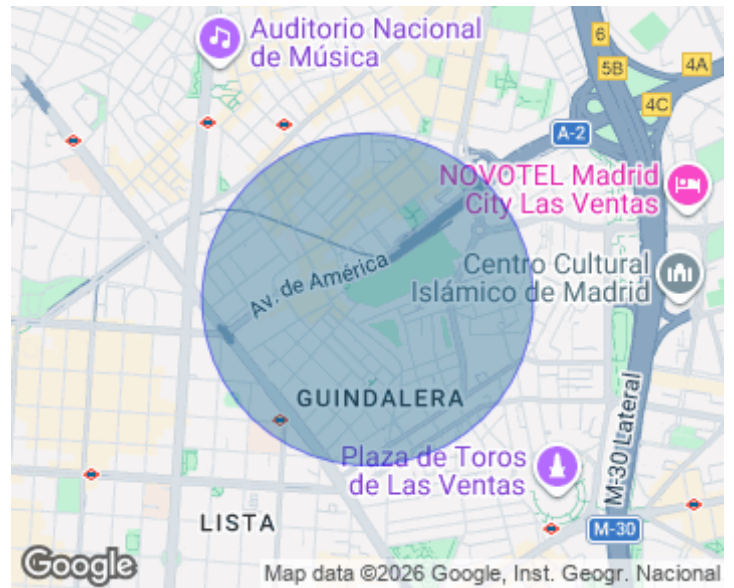 Auditorio Nacional
de Música
6
5B
4A
4C
A-2
NOVOTEL Madrid
City Las Ventas
Centro Cultural
Islámico de Madrid
Av. de América
GUINDALERA
M-30 Lateral
Plaza de Toros
de Las Ventas
LISTA
M-30
Google
Map data ©2026 Google, Inst. Geogr. Nacional